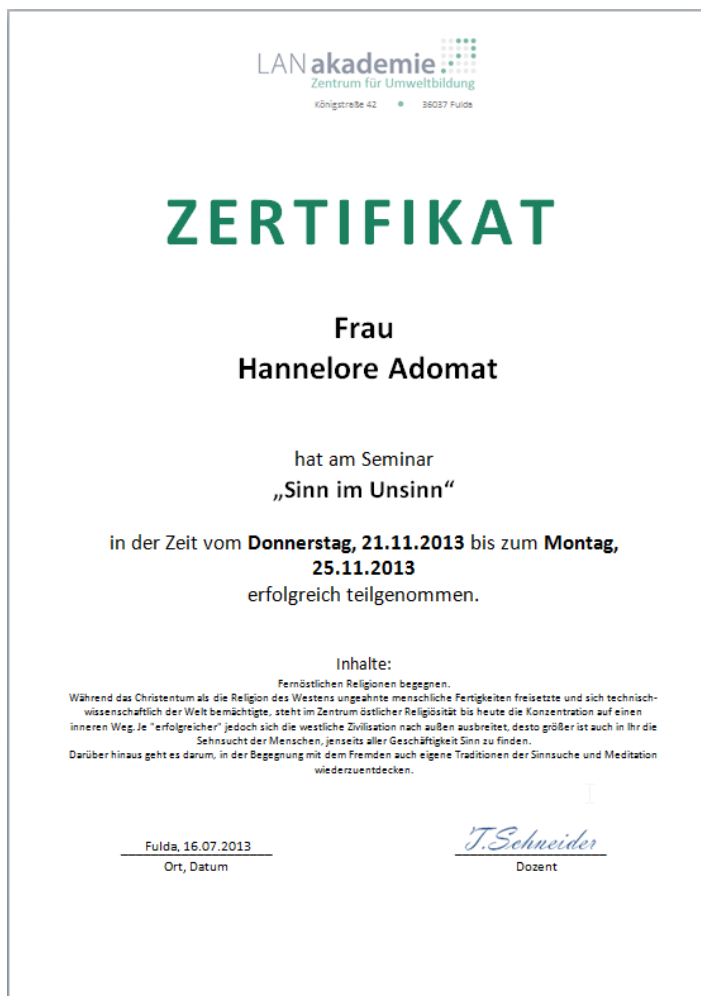 LANakademie
Zentrum für Umweltbildung
Königstraße 42 • 36037 Fulda
ZERTIFIKAT
Frau
Hannelore Adomat
hat am Seminar
„Sinn im Unsinn“
in der Zeit vom Donnerstag, 21.11.2013 bis zum Montag,
25.11.2013
erfolgreich teilgenommen.
Inhalte:
Fernöstlichen Religionen begegnen.
Während das Christentum als die Religion des Westens ungeahnte menschliche Fertigkeiten freisetzte und sich technisch-
wissenschaftlich der Welt bemächtigte, steht im Zentrum östlicher Religiösität bis heute die Konzentration auf einen
inneren Weg. Je "erfolgreicher" jedoch sich die westliche Zivilisation nach außen ausbreitet, desto größer ist auch in Ihr die
Sehnsucht der Menschen, jenseits aller Geschäftigkeit Sinn zu finden.
Darüber hinaus geht es darum, in der Begegnung mit dem Fremden auch eigene Traditionen der Sinnsuche und Meditation
wiederzuentdecken.
Fulda, 16.07.2013
Ort, Datum
T.Schneider
Dozent